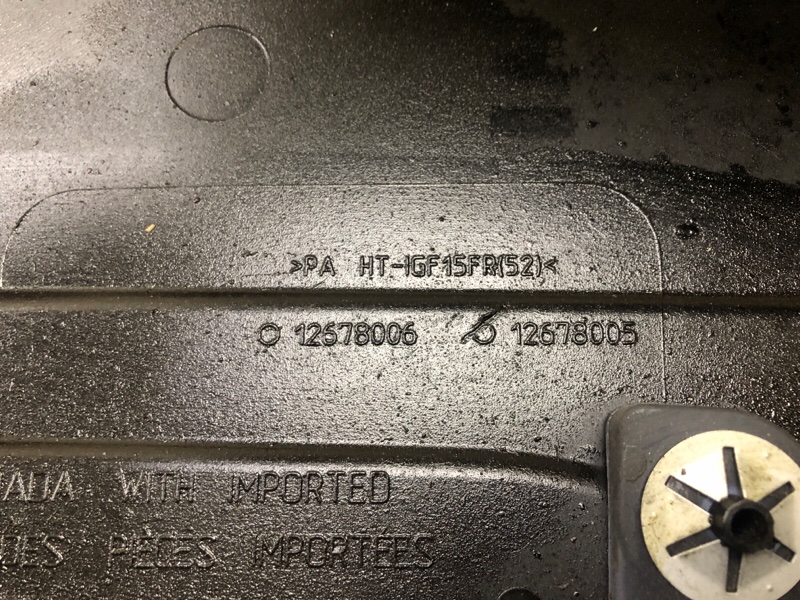 >PA HT-IGF15FR(52)<
12678006 12678005
WITH IMPORTED
PIÈCES IMPORTÉES